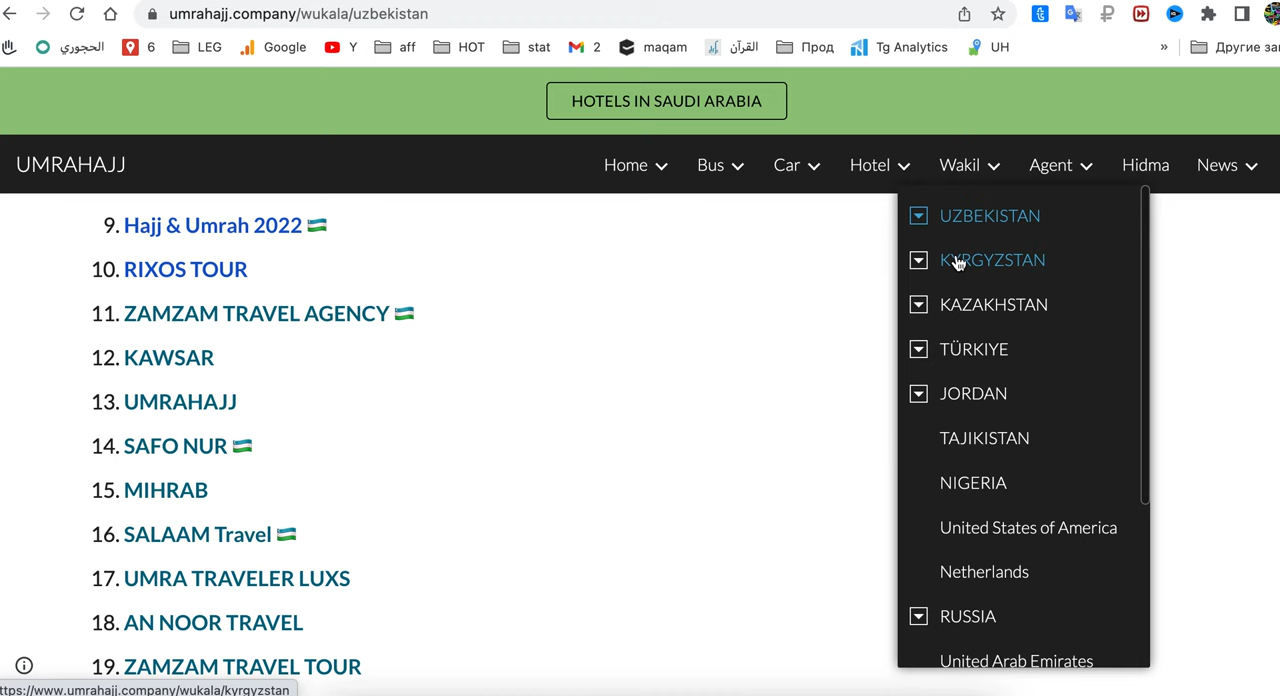 umrahajj.company/wukala/uzbekistan
الحجوري 6 LEG Google Y aff HOT stat 2 maqam القرآن Прод Tg Analytics UH » Другие за
HOTELS IN SAUDI ARABIA
UMRAHAJJ Home Bus Car Hotel Wakil Agent Hidma News
9. Hajj & Umrah 2022
10. RIXOS TOUR
11. ZAMZAM TRAVEL AGENCY
12. KAWSAR
13. UMRAHAJJ
14. SAFO NUR
15. MIHRAB
16. SALAAM Travel
17. UMRA TRAVELER LUXS
18. AN NOOR TRAVEL
19. ZAMZAM TRAVEL TOUR
UZBEKISTAN
KYRGYZSTAN
KAZAKHSTAN
TÜRKIYE
JORDAN
TAJIKISTAN
NIGERIA
United States of America
Netherlands
RUSSIA
United Arab Emirates
ttps://www.umrahajj.company/wukala/kyrgyzstan